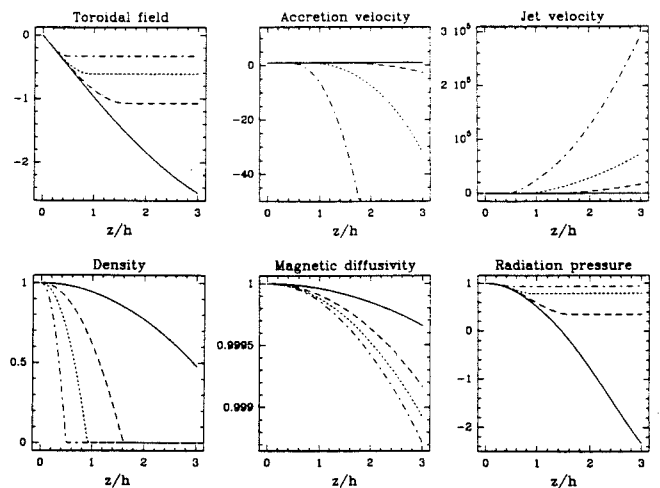 Toroidal field
Accretion velocity
Jet velocity
0
-1
-2
0
-20
-40
3 10⁵
2 10⁵
10⁵
0
0 1 2 3
0 1 2 3
0 1 2 3
z/h
z/h
z/h
Density
Magnetic diffusivity
Radiation pressure
1
0.5
0
1
0.9995
0.999
1
0
-1
-2
0 1 2 3
0 1 2 3
0 1 2 3
z/h
z/h
z/h